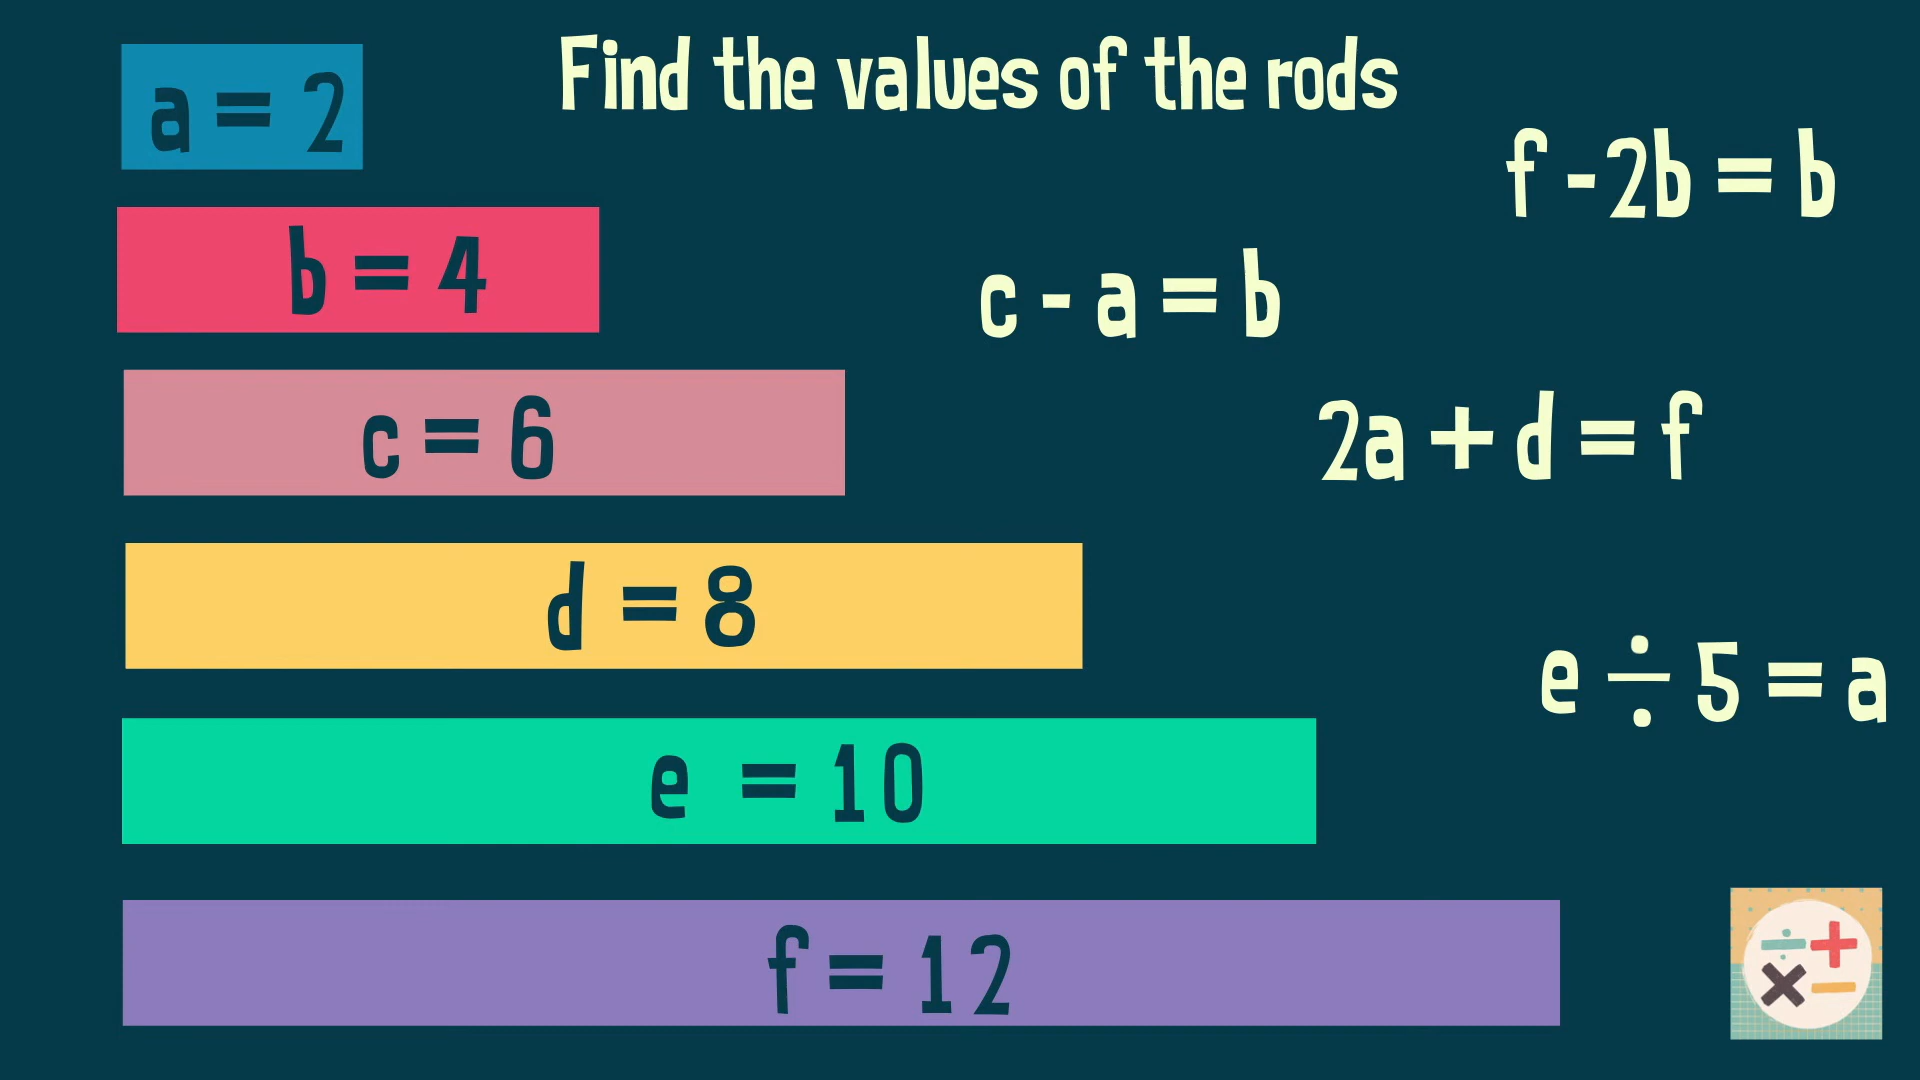 Find the values of the rods
a = 2
b = 4
c = 6
d = 8
e = 10
f = 12
f - 2b = b
c - a = b
2a + d = f
e ÷ 5 = a